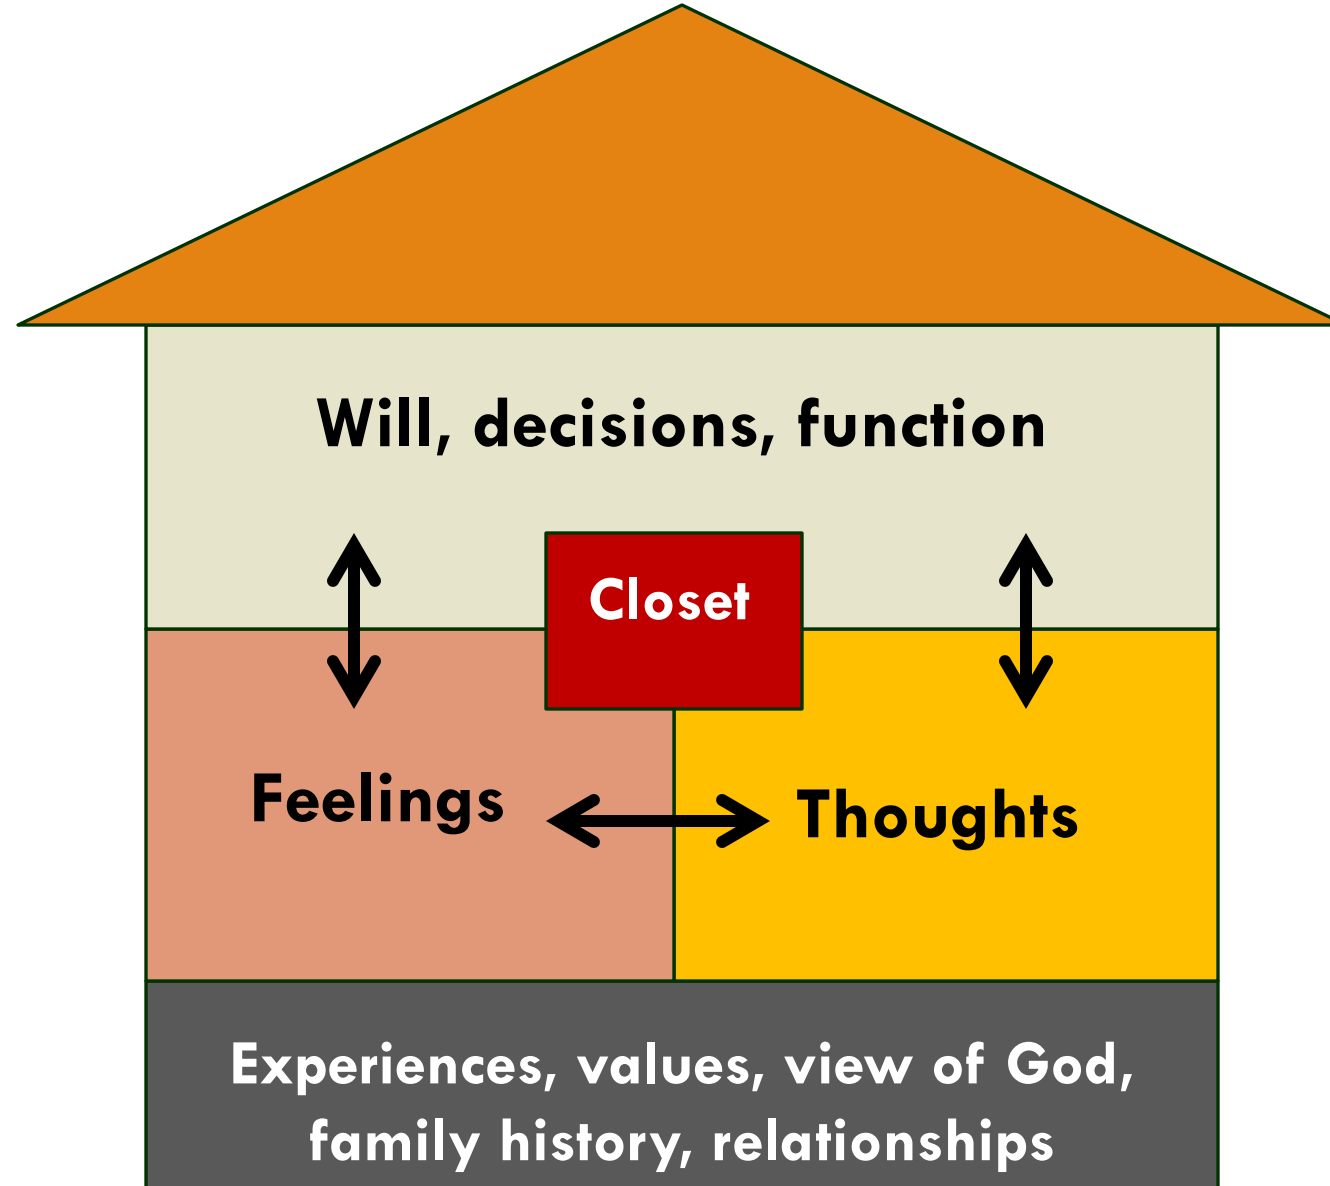 Will, decisions, function
Closet
Feelings
Thoughts
Experiences, values, view of God,
family history, relationships